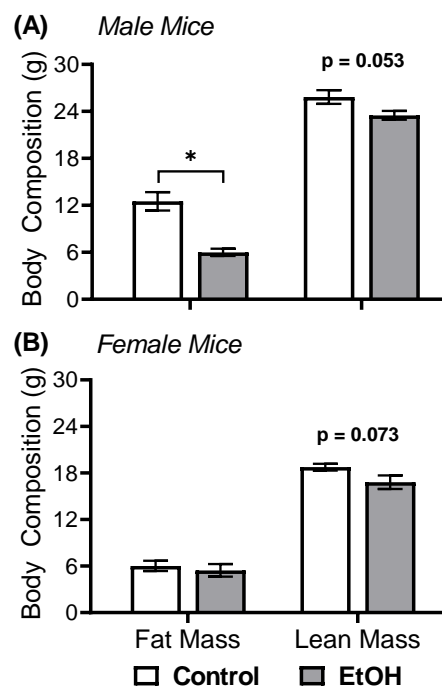 (A) Male Mice
Body Composition (g)
30
24
18
12
6
0
p = 0.053
*
(B) Female Mice
Body Composition (g)
30
24
18
12
6
0
p = 0.073
Fat Mass Lean Mass
Control EtOH